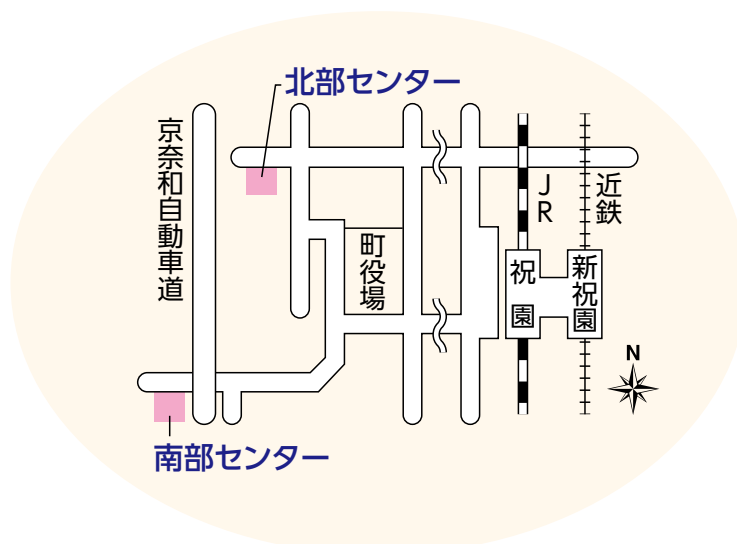 北部センター
京奈和自動車道
JR
近鉄
町役場
祝園
新祝園
N
南部センター